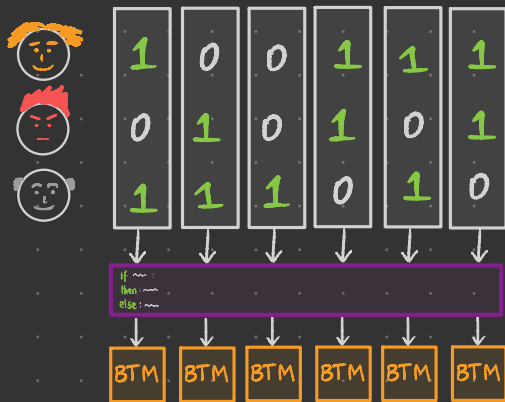 1 0 0 1 1 1
0 1 0 1 0 1
1 1 1 0 1 0
if ~~ :
then : ~~
else : ~~
BTM BTM BTM BTM BTM BTM